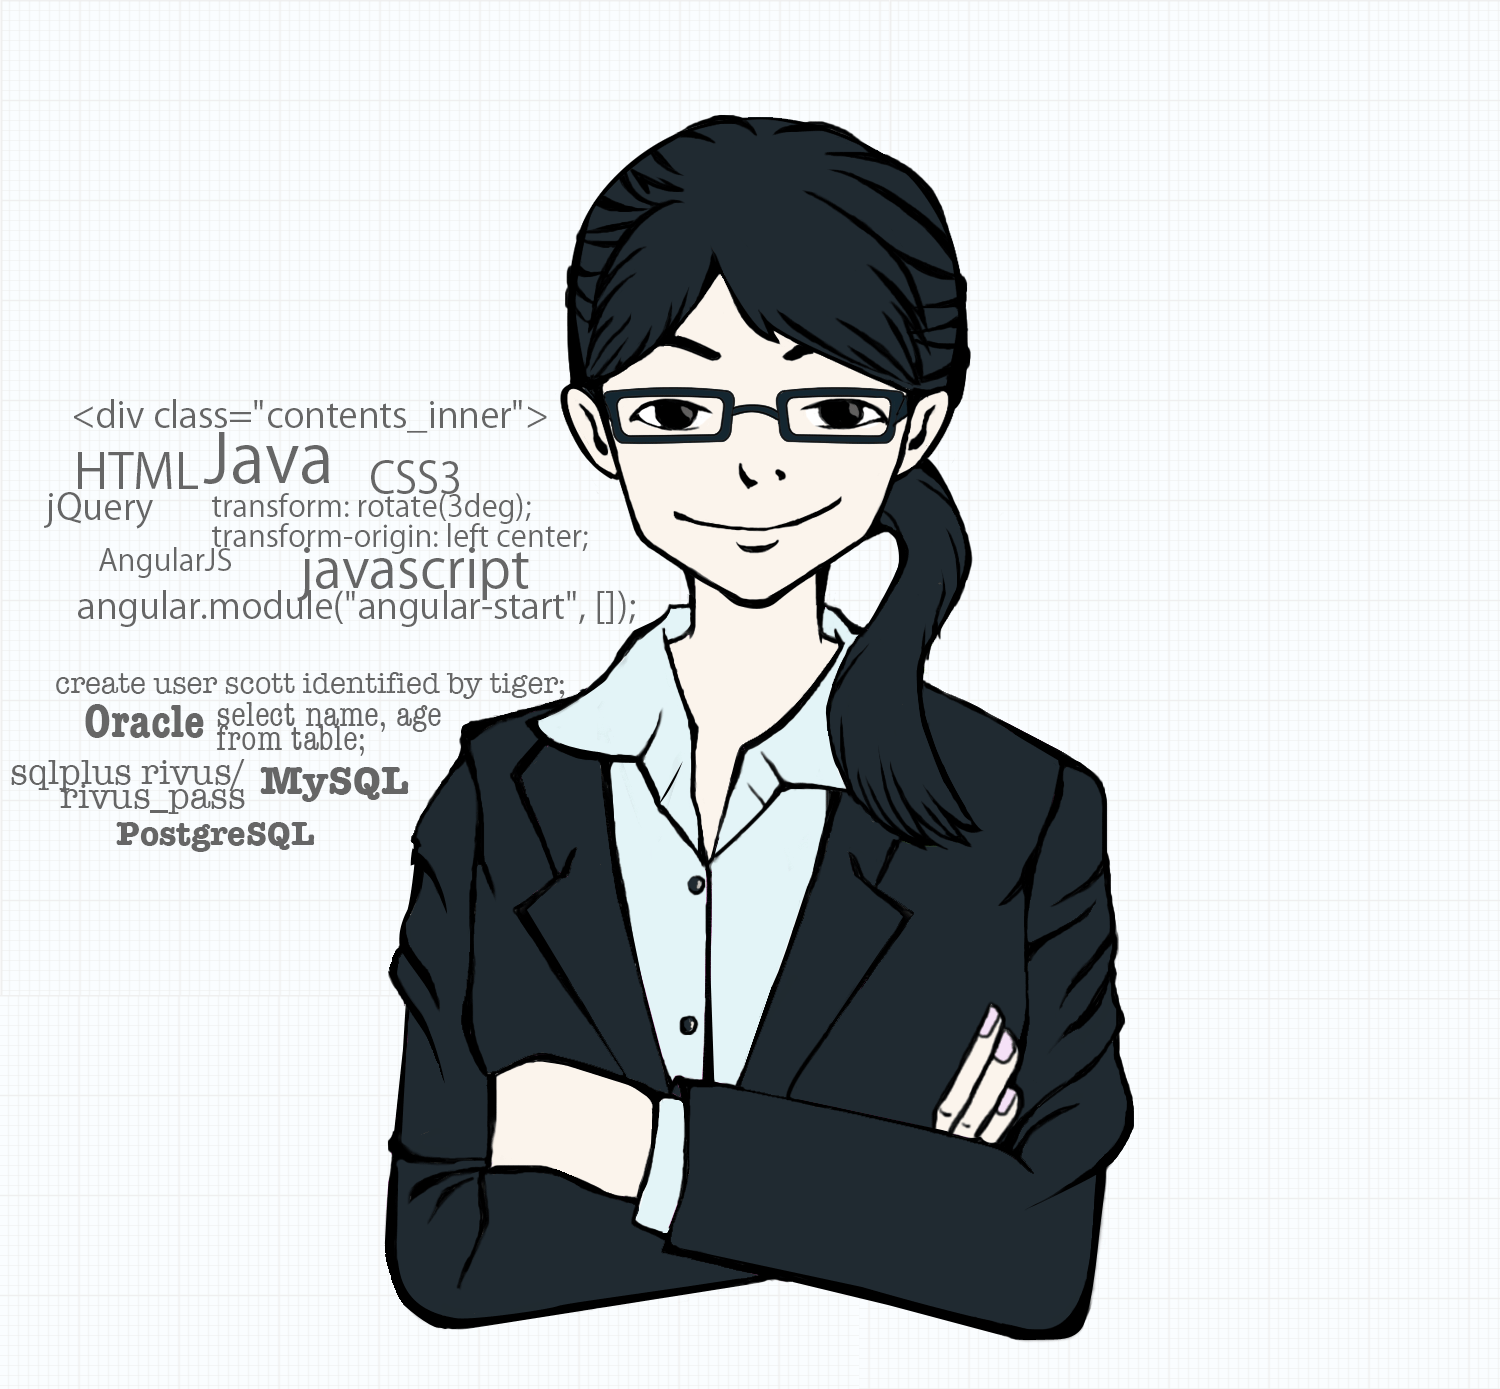 <div class="contents_inner">
HTML Java CSS3
jQuery
transform: rotate(3deg);
transform-origin: left center;
AngularJS
javascript
angular.module("angular-start", []);
create user scott identified by tiger;
Oracle
select name, age
from table;
sqlplus rivus/
rivus_pass
MySQL
PostgreSQL